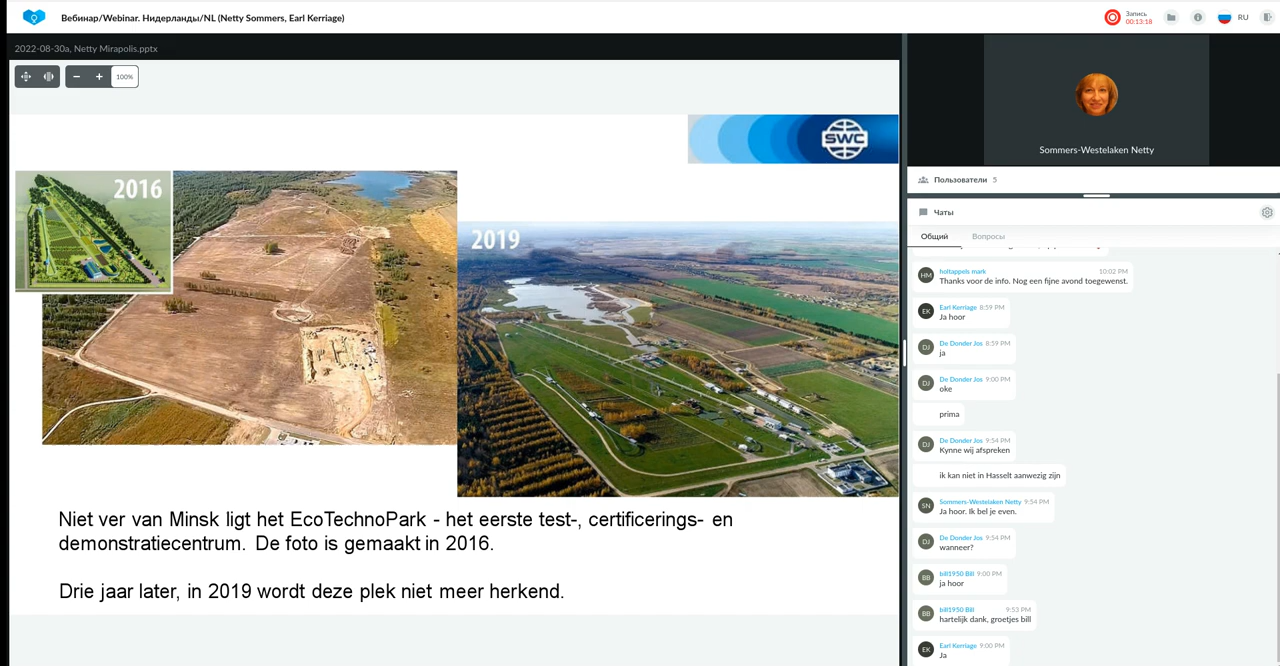 Вебинар/Webinar. Нидерланды/NL (Netty Sommers, Earl Kerriage)
Запись
00:13:18
RU
2022-08-30a, Netty Mirapolis.pptx
100%
SWC
2016
2019
Niet ver van Minsk ligt het EcoTechnoPark - het eerste test-, certificerings- en
demonstratiecentrum. De foto is gemaakt in 2016.
Drie jaar later, in 2019 wordt deze plek niet meer herkend.
Sommers-Westelaken Netty
Пользователи 5
Чаты
Общий Вопросы
HM holtappels mark 10:02 PM
Thanks voor de info. Nog een fijne avond toegewenst.
EK Earl Kerriage 8:59 PM
Ja hoor
DJ De Donder Jos 8:59 PM
ja
DJ De Donder Jos 9:00 PM
oke
prima
DJ De Donder Jos 9:54 PM
Kynne wij afspreken
ik kan niet in Hasselt aanwezig zijn
SN Sommers-Westelaken Netty 9:54 PM
Ja hoor. Ik bel je even.
DJ De Donder Jos 9:54 PM
wanneer?
BB bill1950 Bill 9:00 PM
ja hoor
BB bill1950 Bill 9:53 PM
hartelijk dank, groetjes bill
EK Earl Kerriage 9:00 PM
Ja